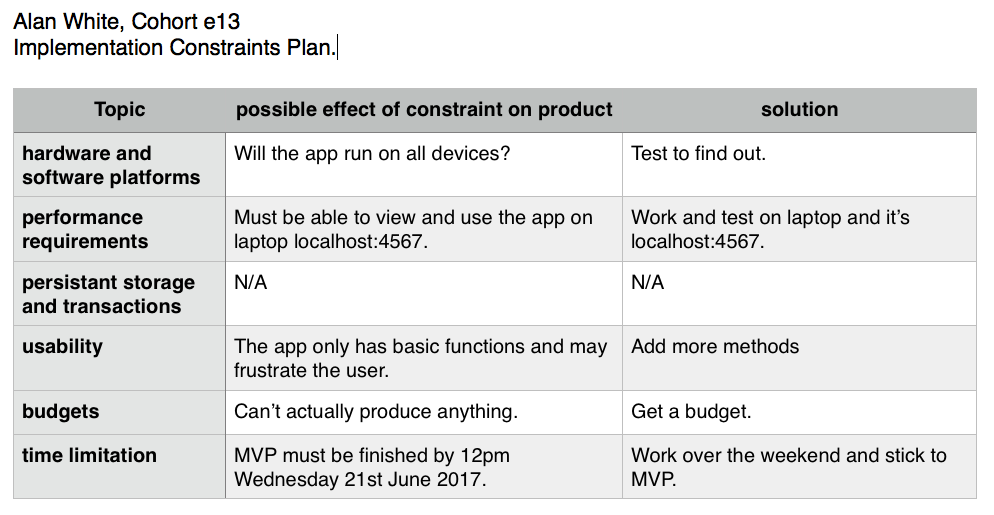 Alan White, Cohort e13
Implementation Constraints Plan.
Topic possible effect of constraint on product solution
hardware and Will the app run on all devices? Test to find out.
software platforms
performance Must be able to view and use the app on Work and test on laptop and it’s
requirements laptop localhost:4567. localhost:4567.
persistant storage N/A N/A
and transactions
usability The app only has basic functions and may Add more methods
frustrate the user.
budgets Can’t actually produce anything. Get a budget.
time limitation MVP must be finished by 12pm Work over the weekend and stick to
Wednesday 21st June 2017. MVP.